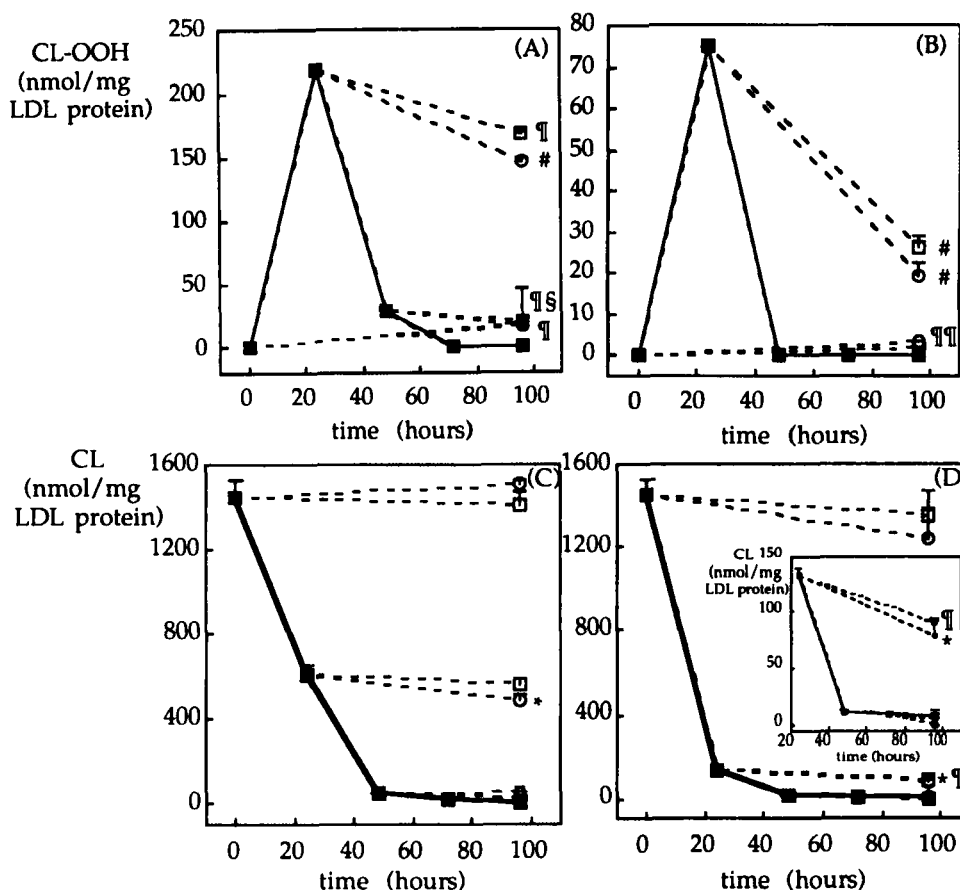 CL-OOH
(nmol/mg
LDL protein)
250
200
150
100
50
0
(A)
¶
#
¶§
¶
0 20 40 60 80 100
time (hours)
80
70
60
50
40
30
20
10
0
(B)
#
#
¶¶
0 20 40 60 80 100
time (hours)
CL
(nmol/mg
LDL protein)
1600
1200
800
400
0
(C)
*
0 20 40 60 80 100
time (hours)
1600
1200
800
400
0
(D)
CL
(nmol/mg
LDL protein)
150
100
50
0
¶
*
20 40 60 80 100
time (hours)
*¶
0 20 40 60 80 100
time (hours)